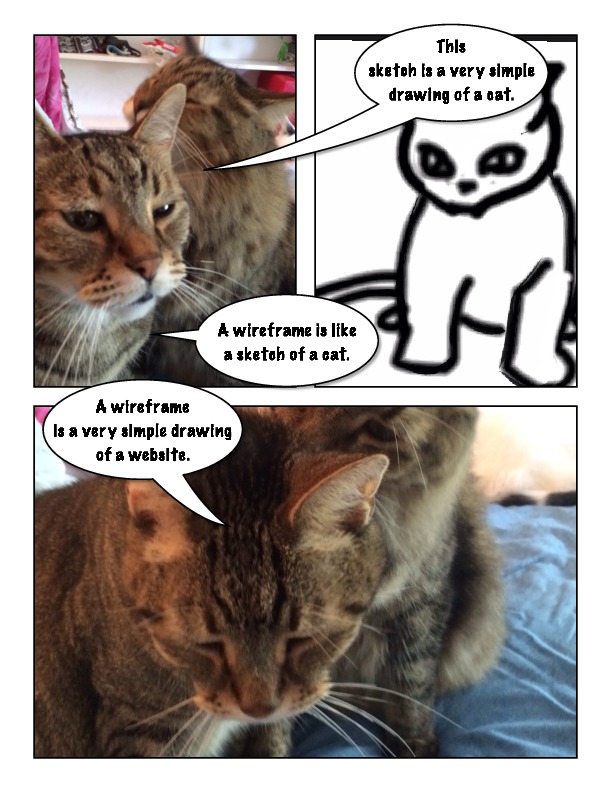 This
sketch is a very simple
drawing of a cat.
A wireframe is like
a sketch of a cat.
A wireframe
is a very simple drawing
of a website.